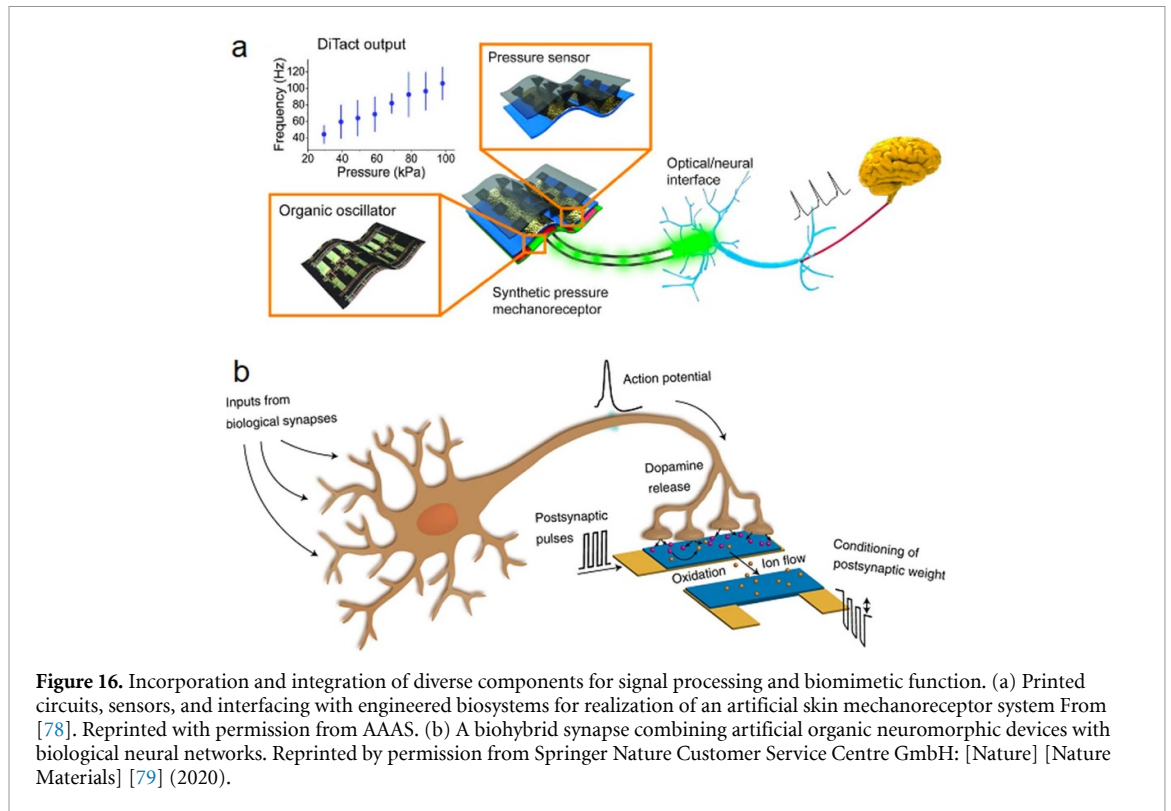 a
DiTact output
Frequency (Hz)
120
100
80
60
40
20 40 60 80 100
Pressure (kPa)
Pressure sensor
Organic oscillator
Optical/neural
interface
Synthetic pressure
mechanoreceptor
b
Inputs from
biological synapses
Action potential
Dopamine
release
Postsynaptic
pulses
Oxidation
Ion flow
Conditioning of
postsynaptic weight
Figure 16. Incorporation and integration of diverse components for signal processing and biomimetic function. (a) Printed
circuits, sensors, and interfacing with engineered biosystems for realization of an artificial skin mechanoreceptor system From
[78]. Reprinted with permission from AAAS. (b) A biohybrid synapse combining artificial organic neuromorphic devices with
biological neural networks. Reprinted by permission from Springer Nature Customer Service Centre GmbH: [Nature] [Nature
Materials] [79] (2020).